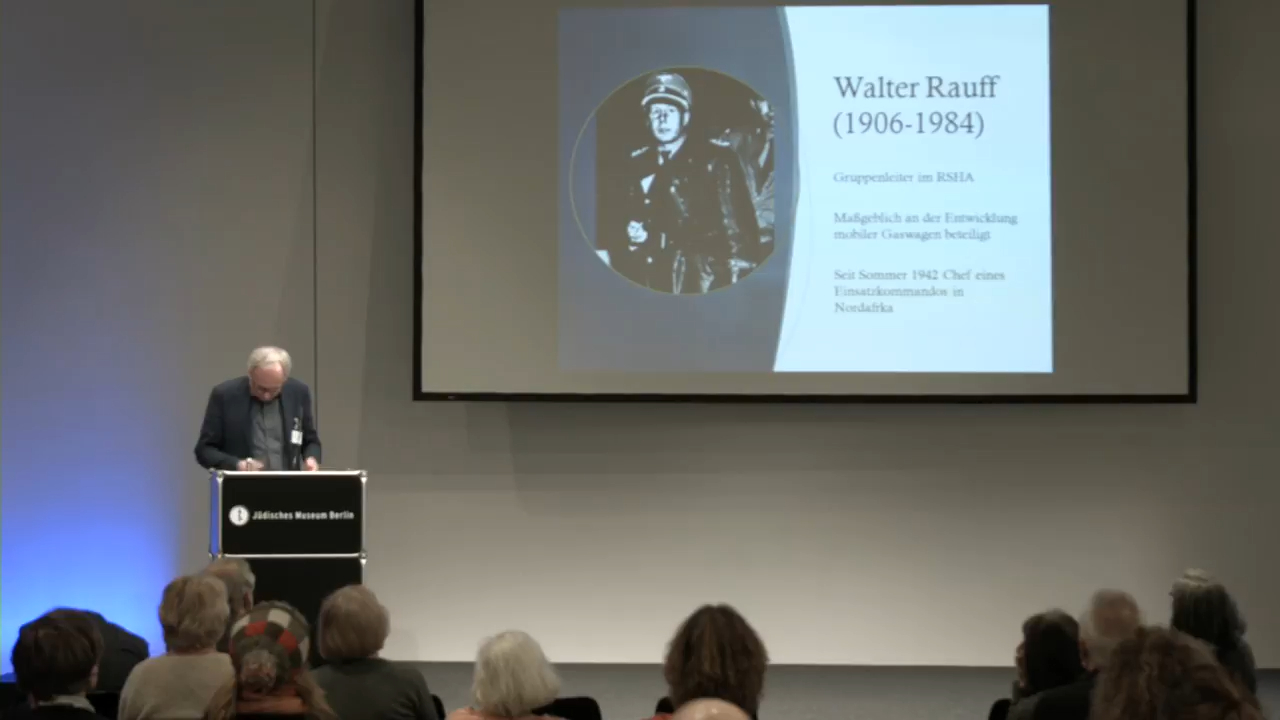 Walter Rauff
(1906-1984)
Gruppenleiter im RSHA
Maßgeblich an der Entwicklung
mobiler Gaswagen beteiligt
Seit Sommer 1942 Chef eines
Einsatzkommandos in
Nordafrka
Jüdisches Museum Berlin